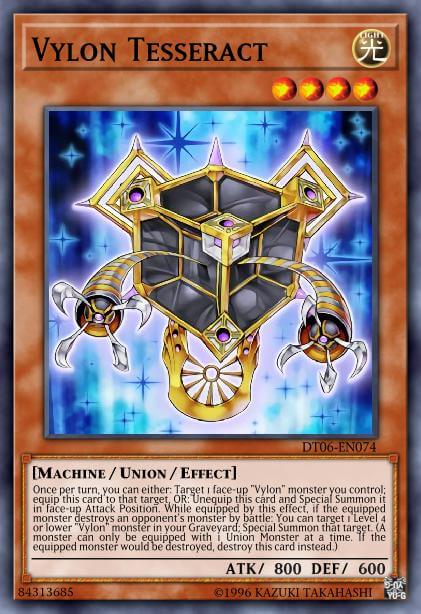 VYLON TESSERACT
LIGHT
光
DT06-EN074
[MACHINE / UNION / EFFECT]
Once per turn, you can either: Target 1 face-up "Vylon" monster you control;
equip this card to that target, OR: Unequip this card and Special Summon it
in face-up Attack Position. While equipped by this effect, if the equipped
monster destroys an opponent's monster by battle: You can target 1 Level 4
or lower "Vylon" monster in your Graveyard; Special Summon that target. (A
monster can only be equipped with 1 Union Monster at a time. If the
equipped monster would be destroyed, destroy this card instead.)
ATK/ 800 DEF/ 600
84313685
©1996 KAZUKI TAKAHASHI